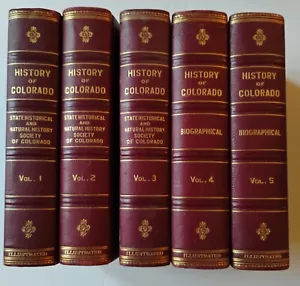 HISTORY
OF
COLORADO
STATE HISTORICAL
AND
NATURAL HISTORY
SOCIETY
OF COLORADO
VOL. 1
ILLUSTRATED
HISTORY
OF
COLORADO
STATE HISTORICAL
AND
NATURAL HISTORY
SOCIETY
OF COLORADO
VOL. 2
ILLUSTRATED
HISTORY
OF
COLORADO
STATE HISTORICAL
AND
NATURAL HISTORY
SOCIETY
OF COLORADO
VOL. 3
ILLUSTRATED
HISTORY
OF
COLORADO
BIOGRAPHICAL
VOL. 4
ILLUSTRATED
HISTORY
OF
COLORADO
BIOGRAPHICAL
VOL. 5
ILLUSTRATED